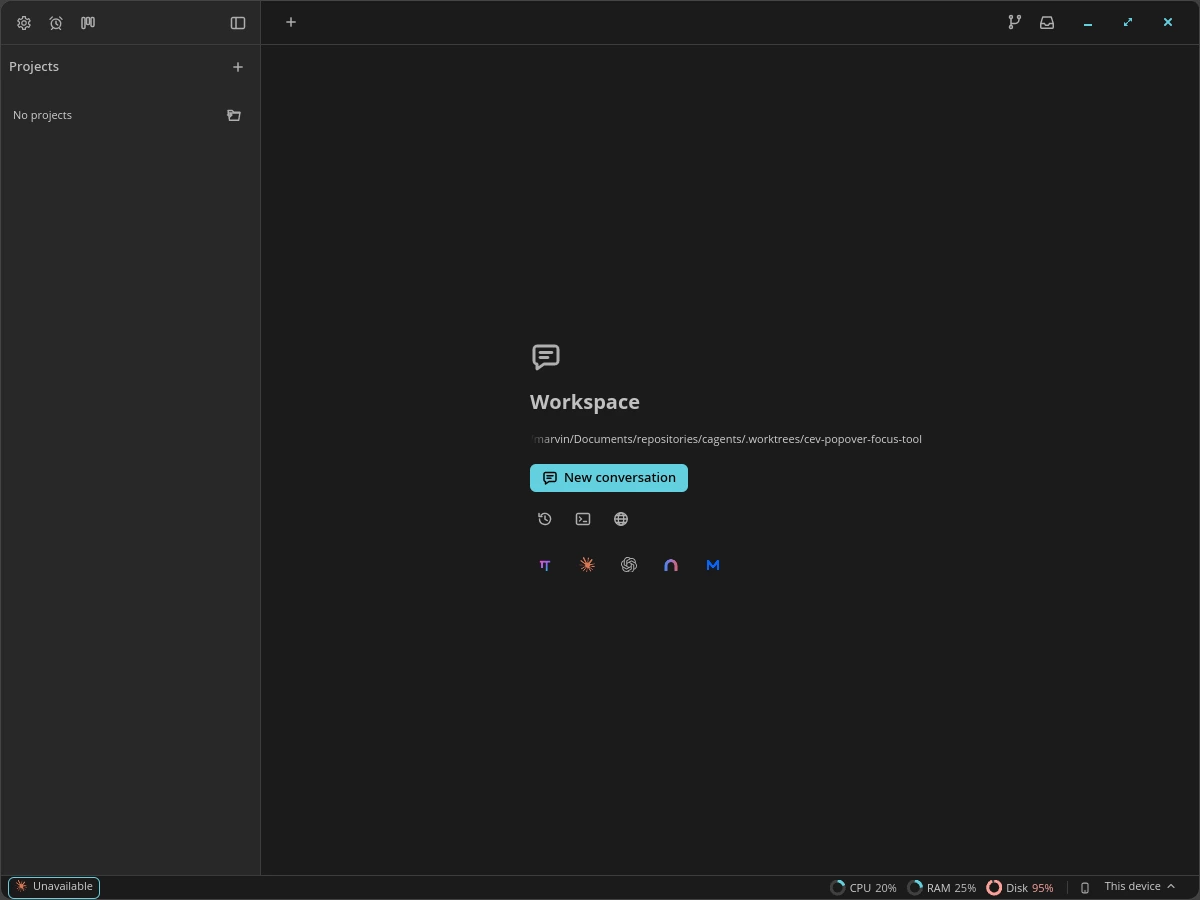 Projects
No projects
Workspace
marvin/Documents/repositories/cagents/.worktrees/cev-popover-focus-tool
New conversation
Unavailable
CPU 20%
RAM 25%
Disk 95%
This device